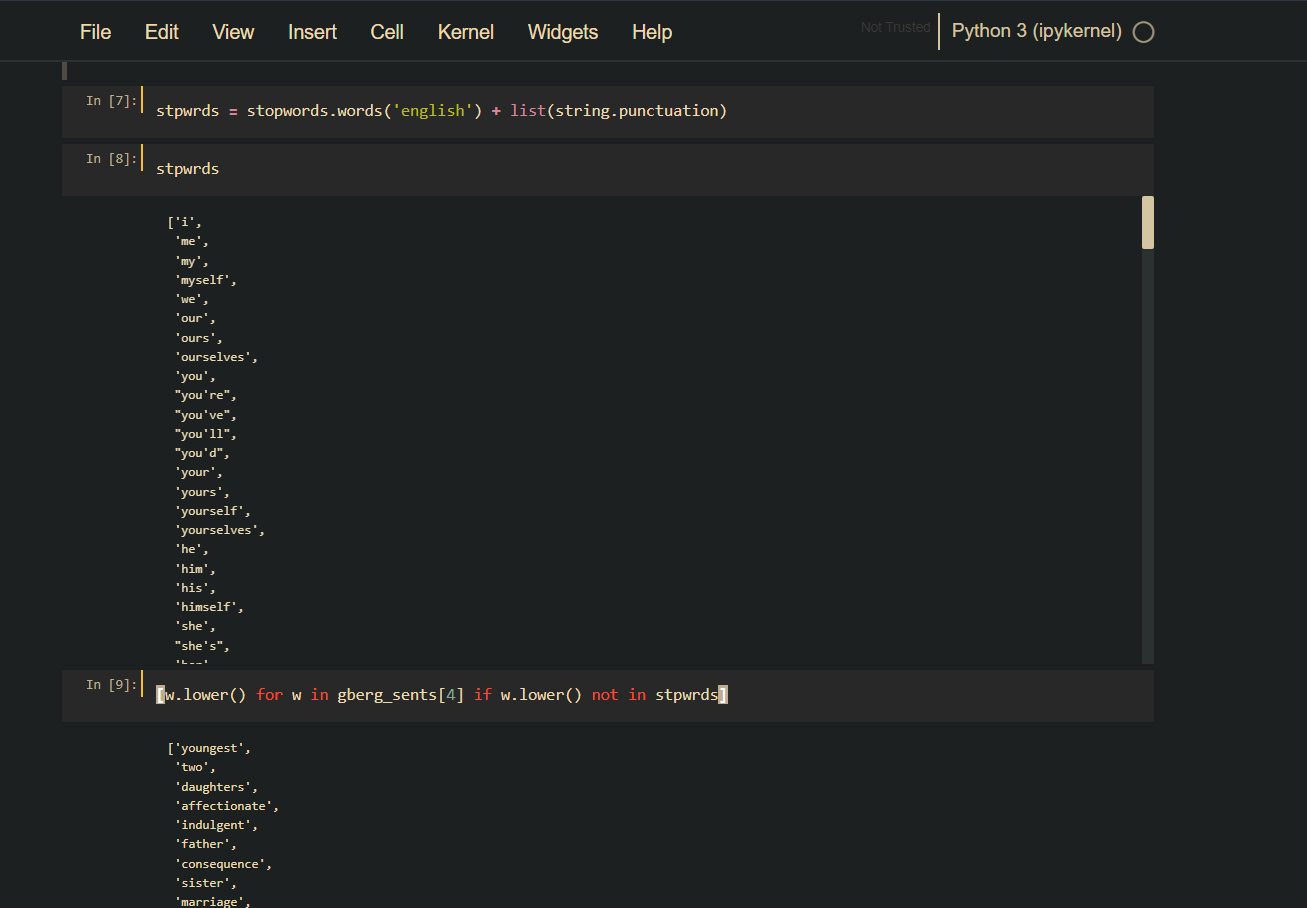 File Edit View Insert Cell Kernel Widgets Help Not Trusted Python 3 (ipykernel)
In [7]: stpwrds = stopwords.words('english') + list(string.punctuation)
In [8]: stpwrds
['i',
'me',
'my',
'myself',
'we',
'our',
'ours',
'ourselves',
'you',
"you're",
"you've",
"you'll",
"you'd",
'your',
'yours',
'yourself',
'yourselves',
'he',
'him',
'his',
'himself',
'she',
"she's",
In [9]: [w.lower() for w in gberg_sents[4] if w.lower() not in stpwrds]
['youngest',
'two',
'daughters',
'affectionate',
'indulgent',
'father',
'consequence',
'sister',
'marriage',